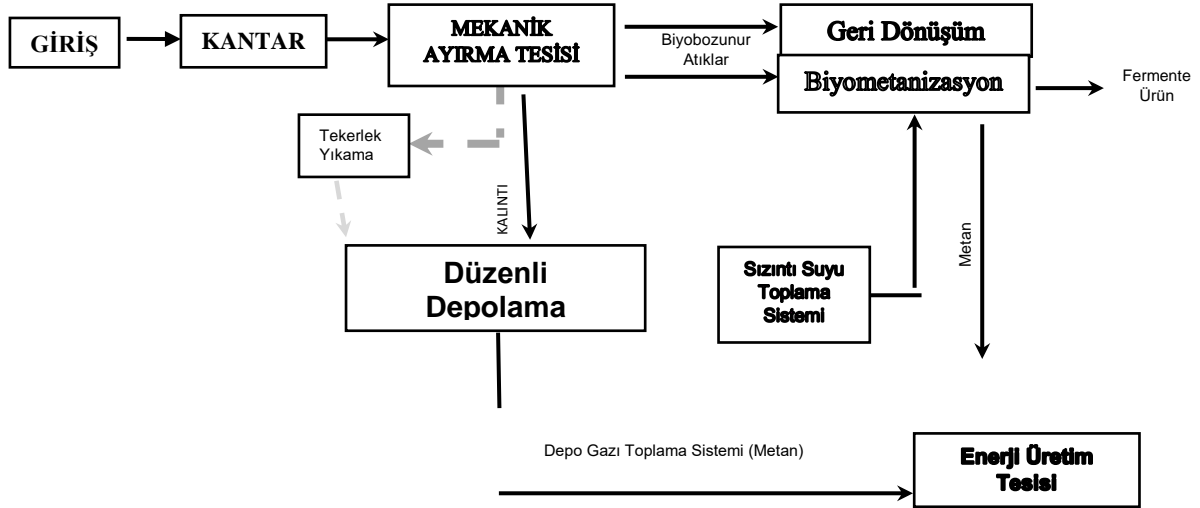 GİRİŞ
KANTAR
MEKANİK
AYIRMA TESİSİ
Biyobozunur
Atıklar
Geri Dönüşüm
Biyometanizasyon
Fermente
Ürün
Tekerlek
Yıkama
KALINTI
Düzenli
Depolama
Sızıntı Suyu
Toplama
Sistemi
Metan
Depo Gazı Toplama Sistemi (Metan)
Enerji Üretim
Tesisi